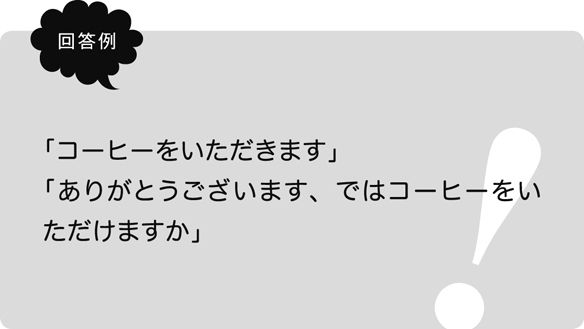 回答例
「コーヒーをいただきます」
「ありがとうございます、ではコーヒーをい
ただけますか」